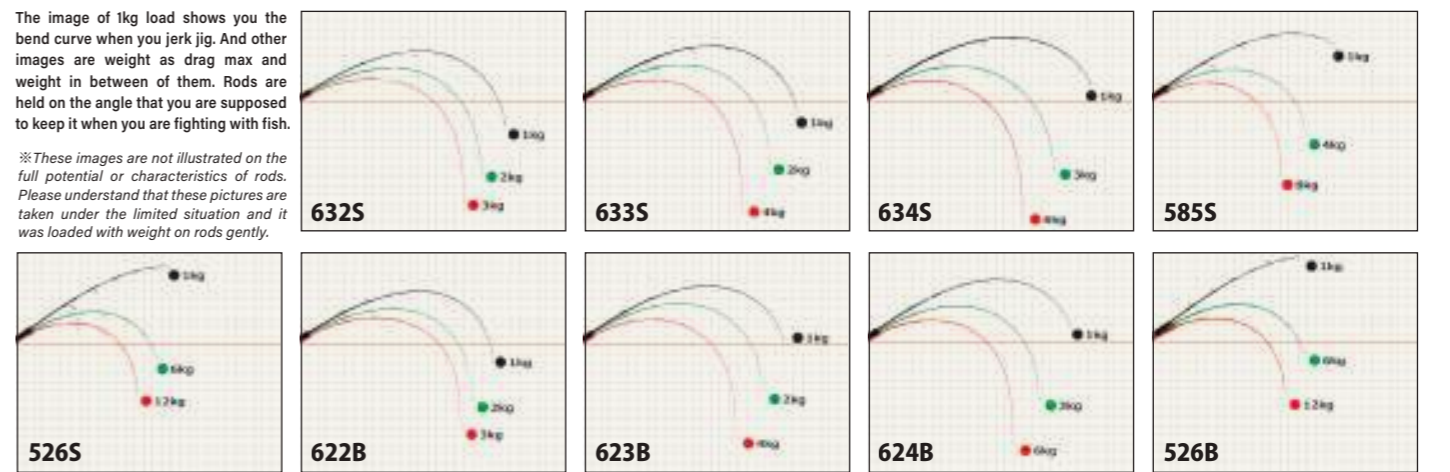 The image of 1kg load shows you the
bend curve when you jerk jig. And other
images are weight as drag max and
weight in between of them. Rods are
held on the angle that you are supposed
to keep it when you are fighting with fish.
※These images are not illustrated on the
full potential or characteristics of rods.
Please understand that these pictures are
taken under the limited situation and it
was loaded with weight on rods gently.
1kg
2kg
3kg
632S
1kg
2kg
4kg
633S
1kg
3kg
634S
1kg
4kg
8kg
585S
1kg
6kg
12kg
526S
1kg
2kg
3kg
622B
1kg
2kg
4kg
623B
1kg
3kg
6kg
624B
1kg
6kg
12kg
526B